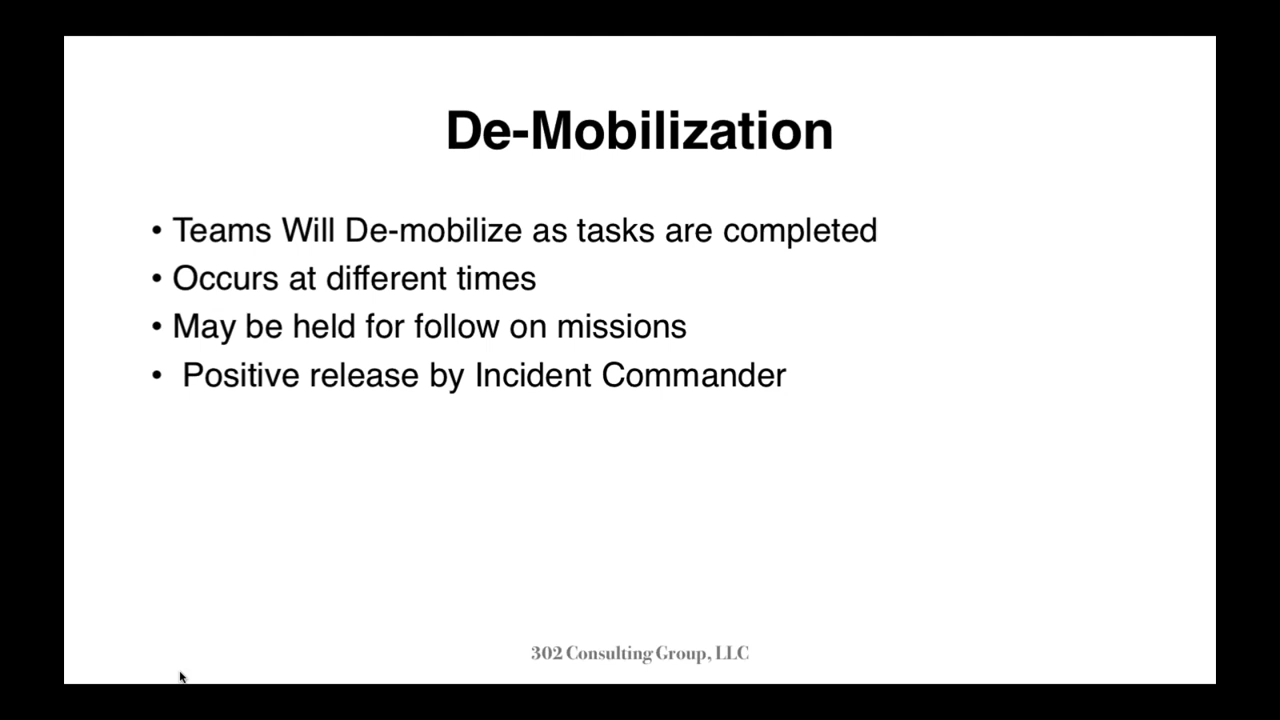 De-Mobilization
• Teams Will De-mobilize as tasks are completed
• Occurs at different times
• May be held for follow on missions
• Positive release by Incident Commander
302 Consulting Group, LLC